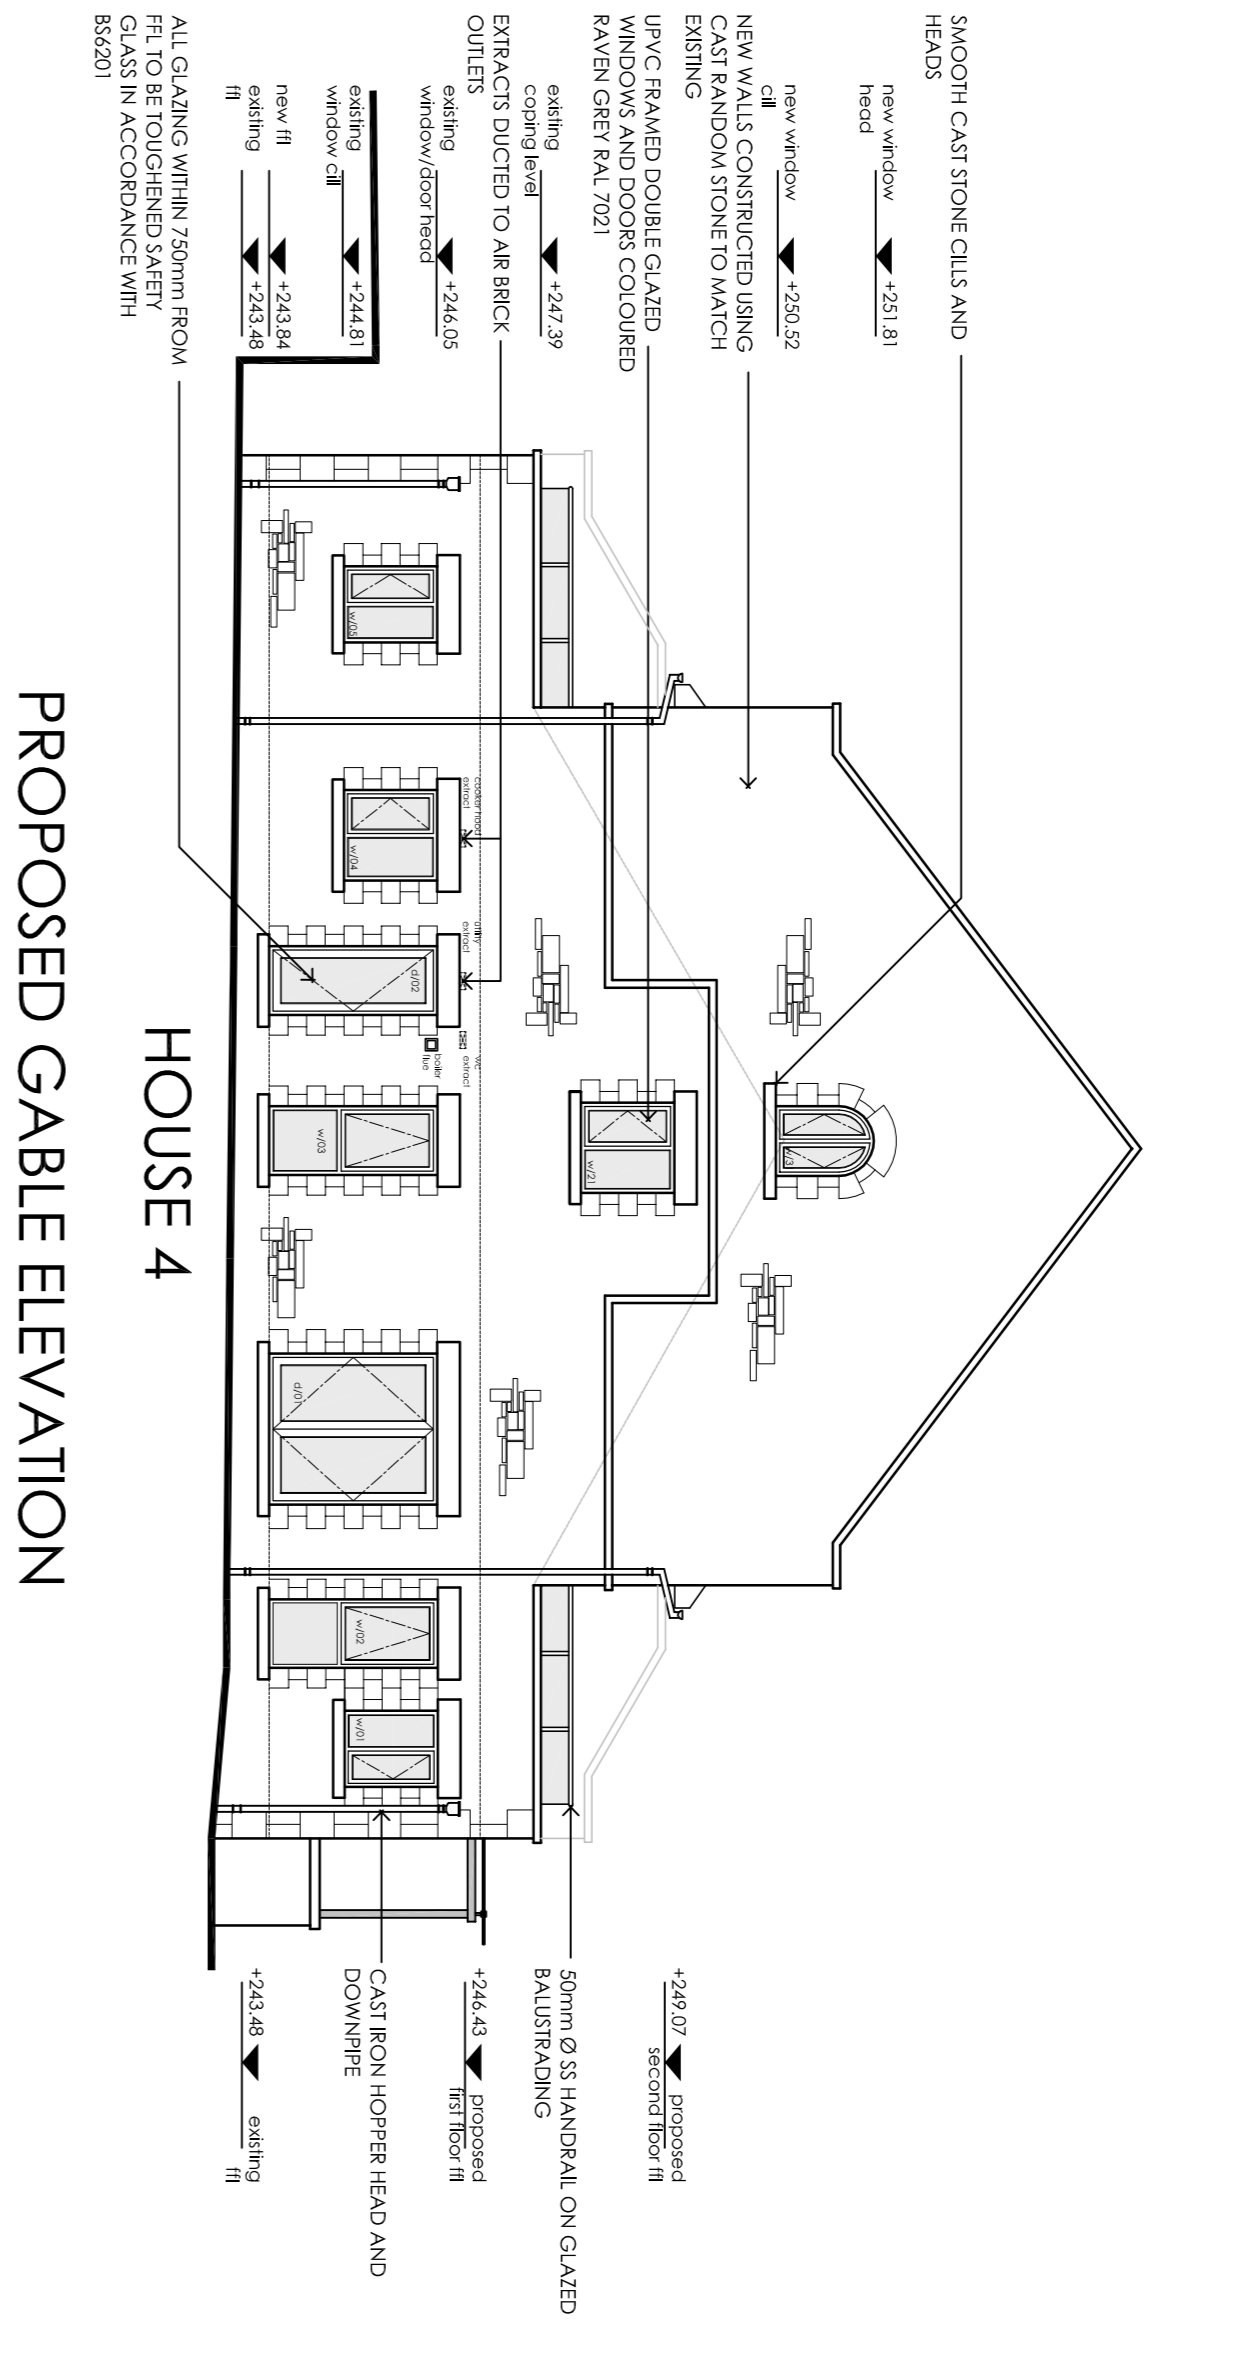 SMOOTH CAST STONE CILLS AND
HEADS
new window
head
+251.81
new window
cill
+250.52
NEW WALLS CONSTRUCTED USING
CAST RANDOM STONE TO MATCH
EXISTING
UPVC FRAMED DOUBLE GLAZED
WINDOWS AND DOORS COLOURED
RAVEN GREY RAL 7021
existing
coping level
+247.39
EXTRACTS DUCTED TO AIR BRICK
OUTLETS
existing
window/door head
+246.05
existing
window cill
+244.81
new ffl
+243.84
existing
ffl
+243.48
ALL GLAZING WITHIN 750mm FROM
FFL TO BE TOUGHENED SAFETY
GLASS IN ACCORDANCE WITH
BS6201
w/05
cooker hood
extract
w/04
utility
extract
d/02
wc
extract
boiler
flue
w/03
w/21
d/01
w/02
w/01
+249.07
proposed
second floor ffl
50mm Ø SS HANDRAIL ON GLAZED
BALUSTRADING
+246.43
proposed
first floor ffl
CAST IRON HOPPER HEAD AND
DOWNPIPE
+243.48
existing
ffl
HOUSE 4
PROPOSED GABLE ELEVATION